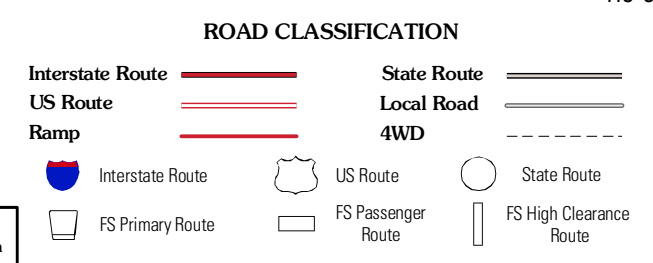 ROAD CLASSIFICATION
Interstate Route
State Route
US Route
Local Road
Ramp
4WD
Interstate Route
US Route
State Route
FS Primary Route
FS Passenger
Route
FS High Clearance
Route